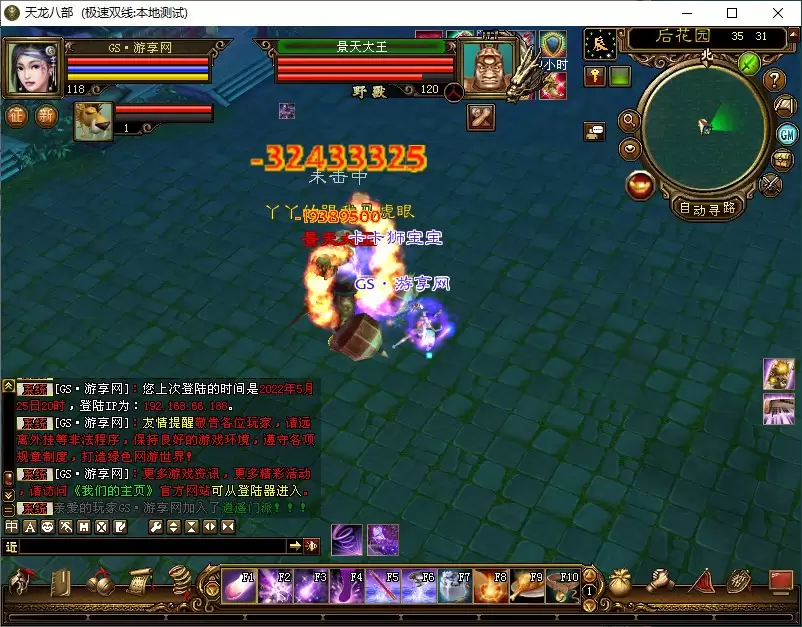 天龙八部 (极速双线:本地测试)
GS·游享网
118
景天大王
野獸
120
小时
辰
后花园 35 31
北
GM
自动寻路
征
新
1
-32433325
未击中
-19389500
卡卡狮宝宝
GS·游享网
系统[GS·游享网]：您上次登陆的时间是2022年5月
25日20时，登陆IP为：192.168.66.188。
系统[GS·游享网]：友情提醒敬告各位玩家，请远
离外挂等非法程序，保持良好的游戏环境，遵守各项
规章制度，打造绿色网游世界！
系统[GS·游享网]：更多游戏资讯，更多精彩活动
，请访问《我们的主页》官方网站可从登陆器进入。
系统亲爱的玩家GS·游享网加入了逍遥门派！！！
近
F1 F2 F3 F4 F5 F6 F7 F8 F9 F10
1